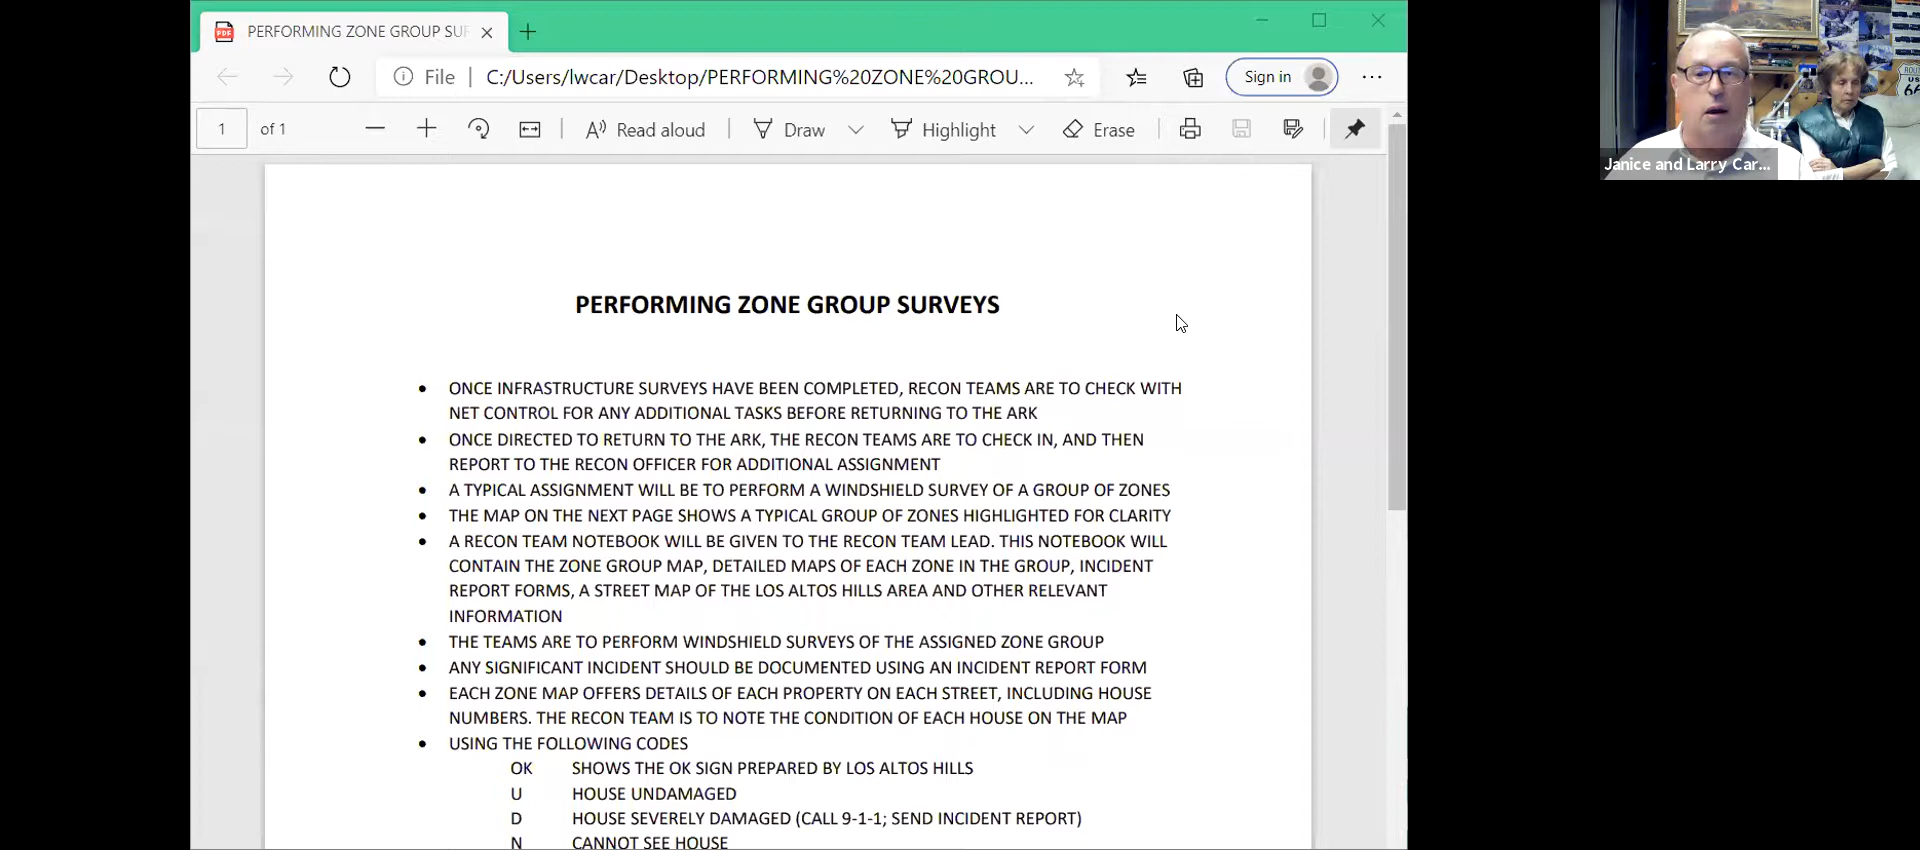 PERFORMING ZONE GROUP SUR
File
C:/Users/lwcar/Desktop/PERFORMING%20ZONE%20GROU...
Sign in
1 of 1
Read aloud
Draw
Highlight
Erase
Janice and Larry Car...
ROUTE
US
66
PERFORMING ZONE GROUP SURVEYS
• ONCE INFRASTRUCTURE SURVEYS HAVE BEEN COMPLETED, RECON TEAMS ARE TO CHECK WITH
NET CONTROL FOR ANY ADDITIONAL TASKS BEFORE RETURNING TO THE ARK
• ONCE DIRECTED TO RETURN TO THE ARK, THE RECON TEAMS ARE TO CHECK IN, AND THEN
REPORT TO THE RECON OFFICER FOR ADDITIONAL ASSIGNMENT
• A TYPICAL ASSIGNMENT WILL BE TO PERFORM A WINDSHIELD SURVEY OF A GROUP OF ZONES
• THE MAP ON THE NEXT PAGE SHOWS A TYPICAL GROUP OF ZONES HIGHLIGHTED FOR CLARITY
• A RECON TEAM NOTEBOOK WILL BE GIVEN TO THE RECON TEAM LEAD. THIS NOTEBOOK WILL
CONTAIN THE ZONE GROUP MAP, DETAILED MAPS OF EACH ZONE IN THE GROUP, INCIDENT
REPORT FORMS, A STREET MAP OF THE LOS ALTOS HILLS AREA AND OTHER RELEVANT
INFORMATION
• THE TEAMS ARE TO PERFORM WINDSHIELD SURVEYS OF THE ASSIGNED ZONE GROUP
• ANY SIGNIFICANT INCIDENT SHOULD BE DOCUMENTED USING AN INCIDENT REPORT FORM
• EACH ZONE MAP OFFERS DETAILS OF EACH PROPERTY ON EACH STREET, INCLUDING HOUSE
NUMBERS. THE RECON TEAM IS TO NOTE THE CONDITION OF EACH HOUSE ON THE MAP
• USING THE FOLLOWING CODES
OK SHOWS THE OK SIGN PREPARED BY LOS ALTOS HILLS
U HOUSE UNDAMAGED
D HOUSE SEVERELY DAMAGED (CALL 9-1-1; SEND INCIDENT REPORT)
N CANNOT SEE HOUSE